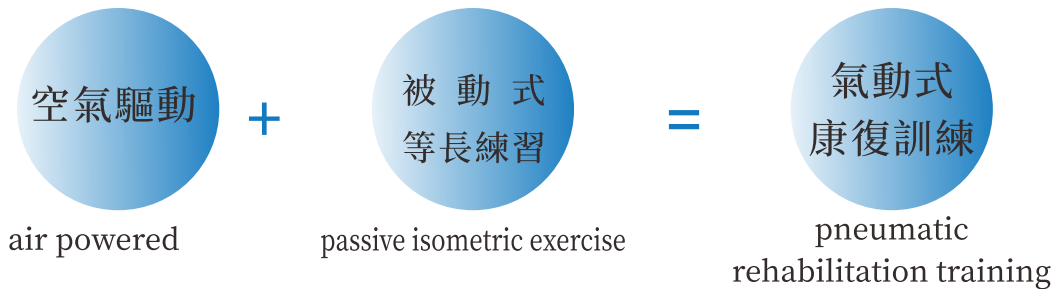 空氣驅動
+
被動式
等長練習
=
氣動式
康復訓練
air powered
passive isometric exercise
pneumatic
rehabilitation training